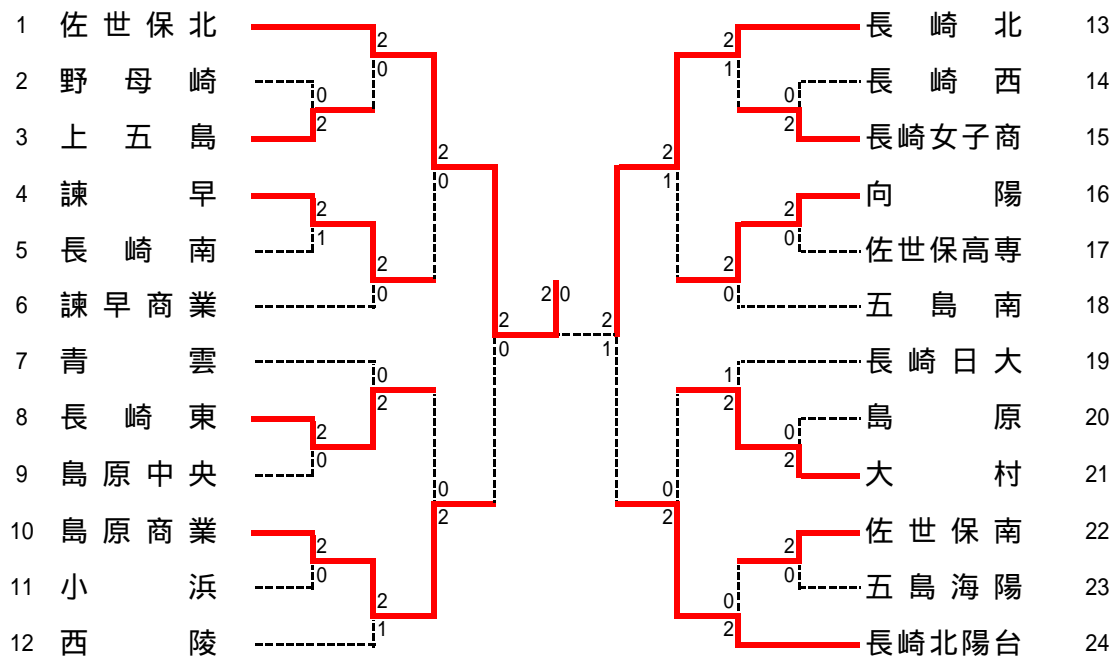 1 佐世保北
2
0
2 野母崎
0
2
3 上五島
2
0
4 諫早
2
1
5 長崎南
2
0
6 諫早商業
2
0
7 青雲
0
2
8 長崎東
2
0
9 島原中央
0
2
10 島原商業
2
0
11 小浜
2
1
12 西陵
2 0
長崎北 13
2
1
長崎西 14
0
2
長崎女子商 15
2
1
向陽 16
2
0
佐世保高専 17
2
0
五島南 18
2
1
長崎日大 19
1
2
島原 20
0
2
大村 21
0
2
佐世保南 22
2
0
五島海陽 23
0
2
長崎北陽台 24